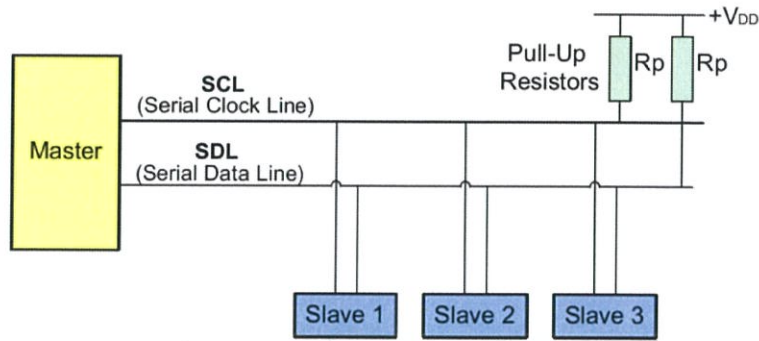 +VDD
Pull-Up
Resistors
Rp
Rp
SCL
(Serial Clock Line)
Master
SDL
(Serial Data Line)
Slave 1
Slave 2
Slave 3